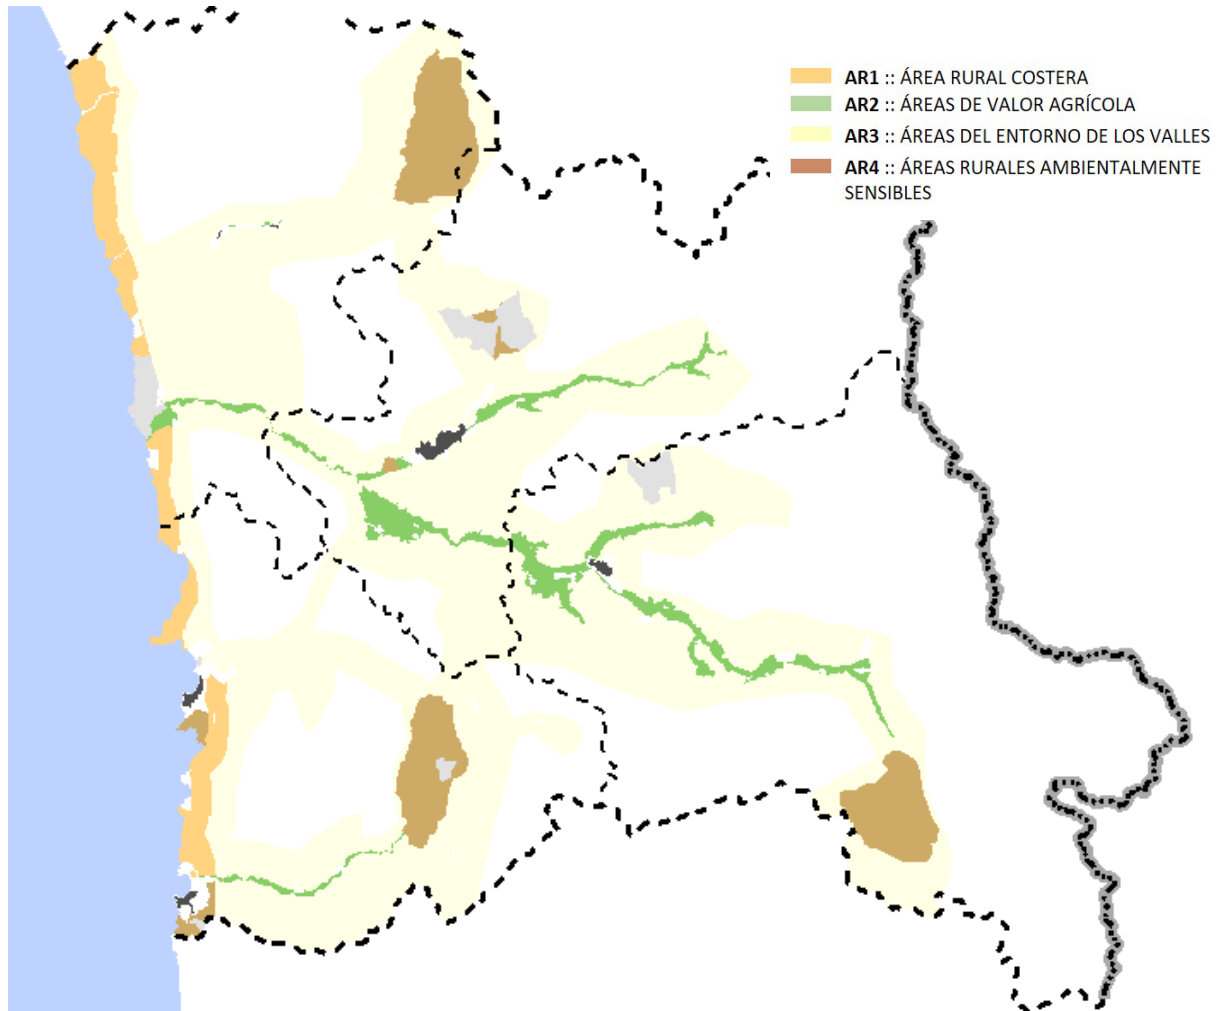 AR1 :: ÁREA RURAL COSTERA
AR2 :: ÁREAS DE VALOR AGRÍCOLA
AR3 :: ÁREAS DEL ENTORNO DE LOS VALLES
AR4 :: ÁREAS RURALES AMBIENTALMENTE
SENSIBLES